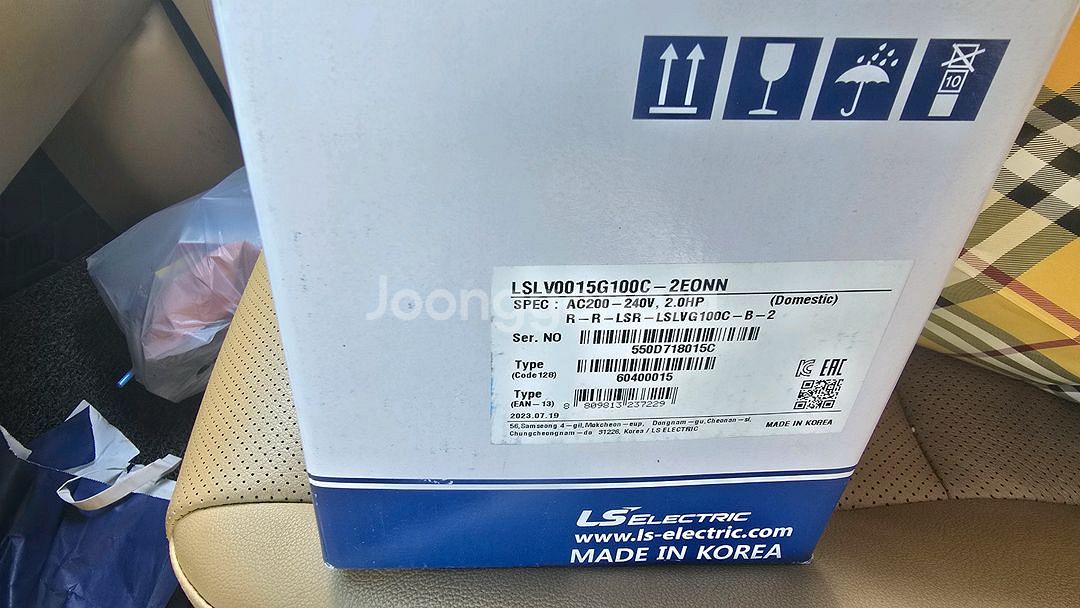 10
LSLV0015G100C-2EONN
SPEC : AC200-240V, 2.0HP (Domestic)
R-R-LSR-LSLVG100C-B-2
Ser. NO
550D718015C
Type
(Code128)
60400015
Type
(EAN-13)
8 809813 237229
2023.07.19
56,Samseong 4-gil,Mokcheon-eup, Dongnam-gu,Cheonan-si,
Chungcheongnam-do 31226, Korea / LS ELECTRIC
EAC
MADE IN KOREA
LS ELECTRIC
www.ls-electric.com
MADE IN KOREA